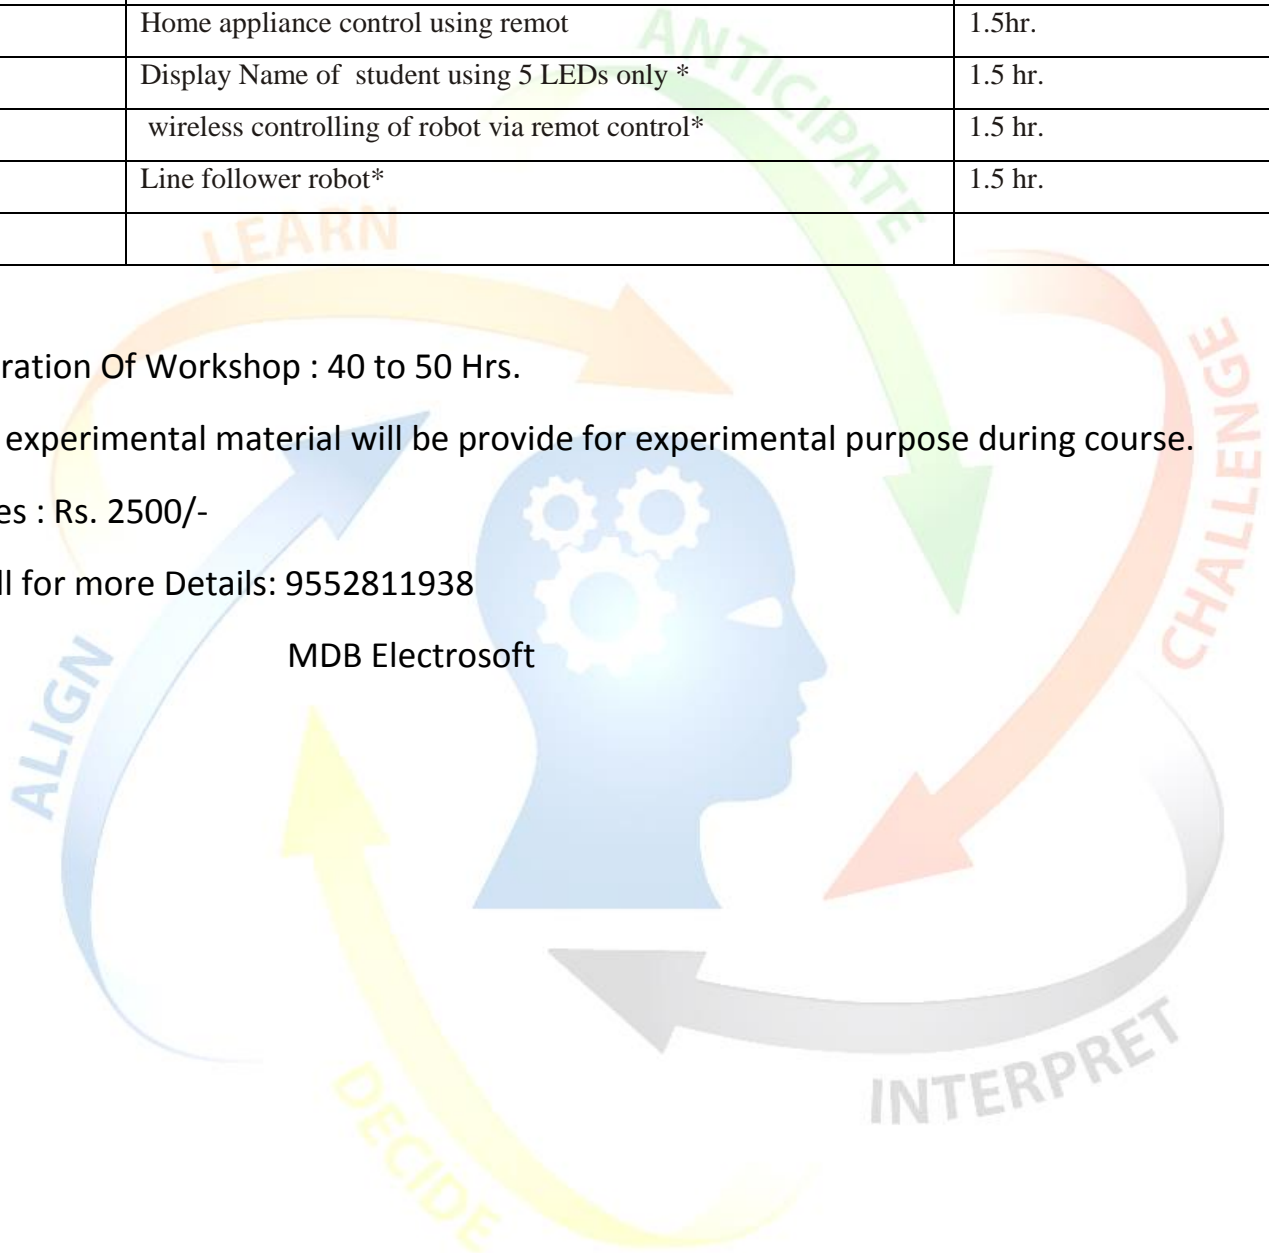 Home appliance control using remot 1.5hr.
Display Name of student using 5 LEDs only * 1.5 hr.
wireless controlling of robot via remot control* 1.5 hr.
Line follower robot* 1.5 hr.
ration Of Workshop : 40 to 50 Hrs.
experimental material will be provide for experimental purpose during course.
es : Rs. 2500/-
ll for more Details: 9552811938
MDB Electrosoft
ANTICIPATE
LEARN
CHALLENGE
ALIGN
INTERPRET
DECIDE